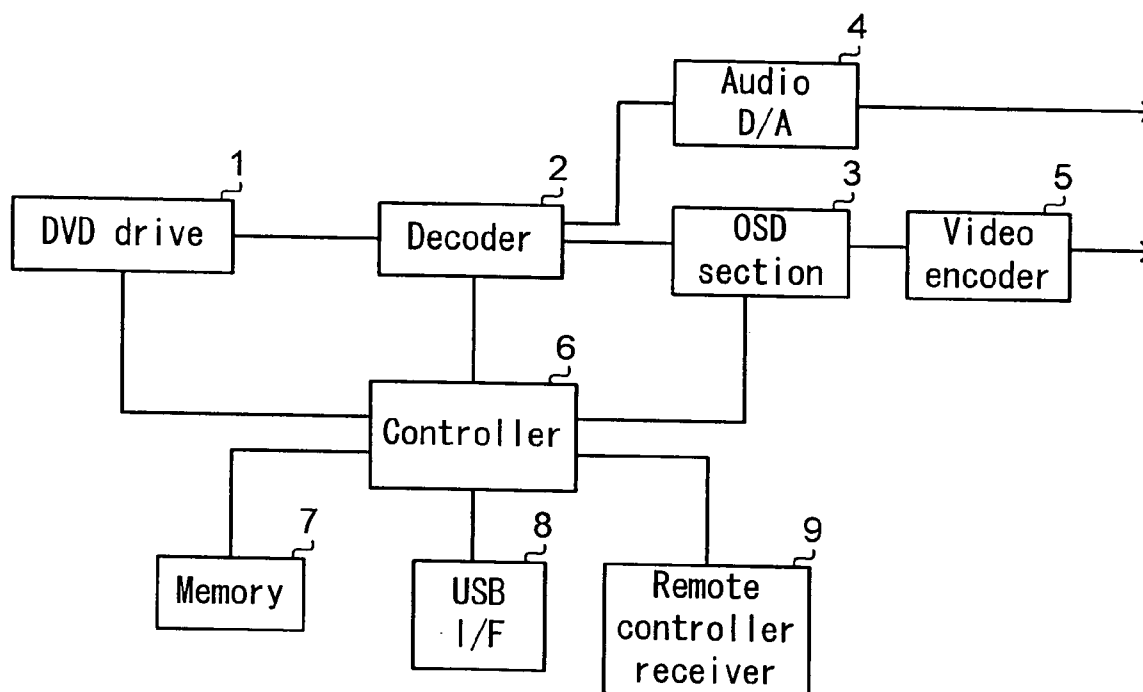 4
Audio
D/A
1
DVD drive
2
Decoder
3
OSD
section
5
Video
encoder
6
Controller
7
Memory
8
USB
I/F
9
Remote
controller
receiver